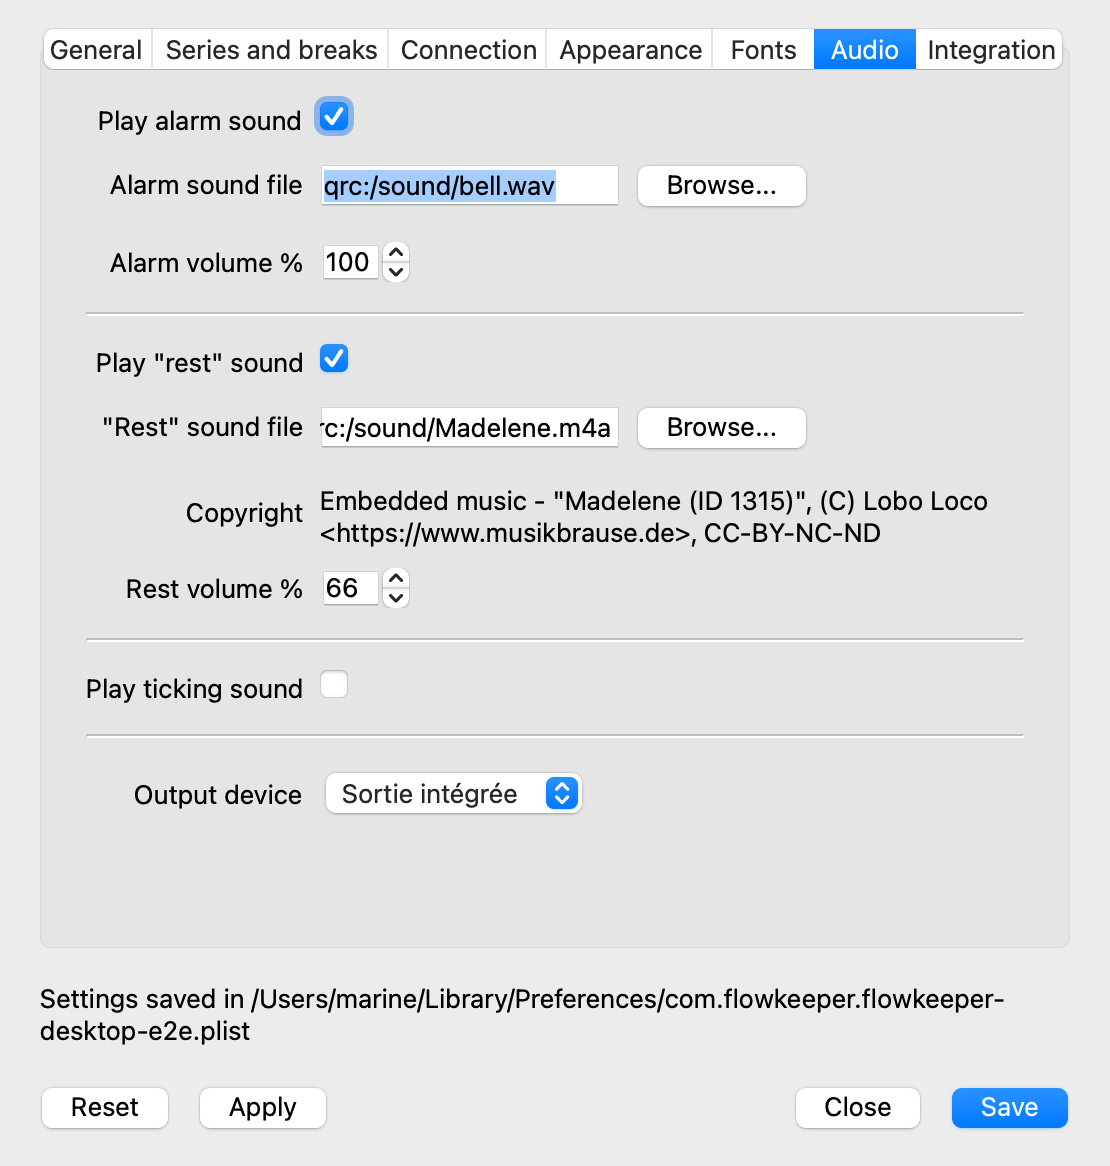 General Series and breaks Connection Appearance Fonts Audio Integration
Play alarm sound
Alarm sound file qrc:/sound/bell.wav Browse...
Alarm volume % 100
Play "rest" sound
"Rest" sound file rc:/sound/Madelene.m4a Browse...
Copyright Embedded music - "Madelene (ID 1315)", (C) Lobo Loco
<https://www.musikbrause.de>, CC-BY-NC-ND
Rest volume % 66
Play ticking sound
Output device Sortie intégrée
Settings saved in /Users/marine/Library/Preferences/com.flowkeeper.flowkeeper-
desktop-e2e.plist
Reset Apply Close Save